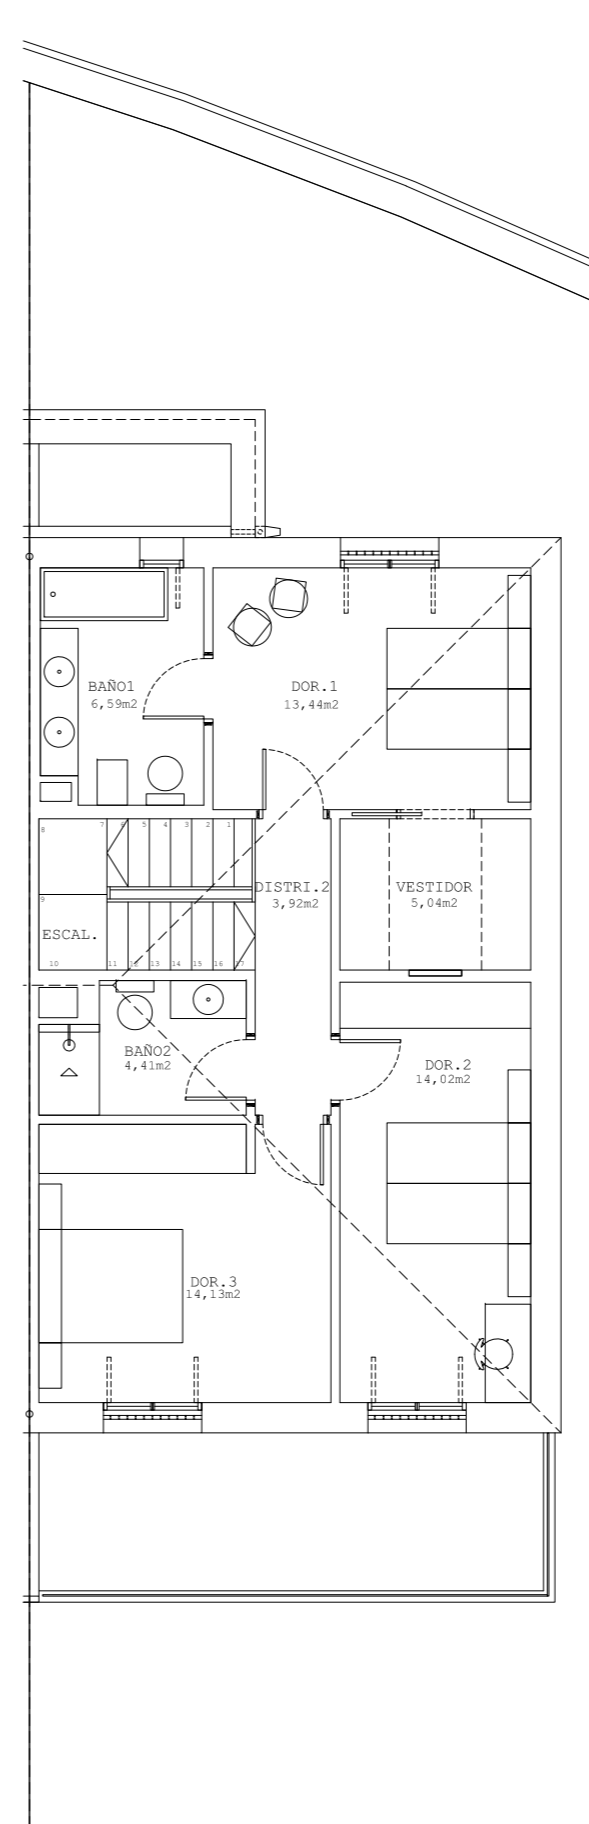 BAÑO1
6,59m2
DOR.1
13,44m2
8
7
6
5
4
3
2
1
DISTRI.2
3,92m2
VESTIDOR
5,04m2
9
ESCAL.
10
11
12
13
14
15
16
17
BAÑO2
4,41m2
DOR.2
14,02m2
DOR.3
14,13m2